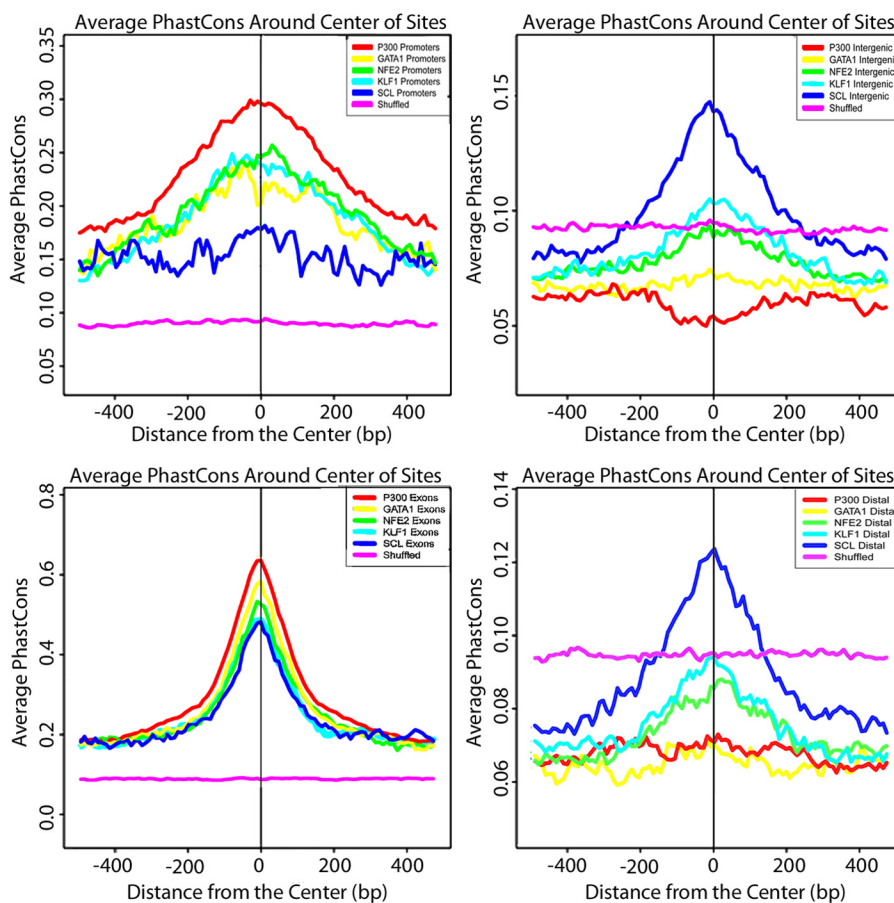 Average PhastCons Around Center of Sites
Average PhastCons
0.35
0.30
0.25
0.20
0.15
0.10
0.05
P300 Promoters
GATA1 Promoters
NFE2 Promoters
KLF1 Promoters
SCL Promoters
Shuffled
-400 -200 0 200 400
Distance from the Center (bp)
Average PhastCons Around Center of Sites
Average PhastCons
0.15
0.10
0.05
P300 Intergenic
GATA1 Intergeni
NFE2 Intergenic
KLF1 Intergenic
SCL Intergenic
Shuffled
-400 -200 0 200 400
Distance from the Center (bp)
Average PhastCons Around Center of Sites
Average PhastCons
0.8
0.6
0.4
0.2
0.0
P300 Exons
GATA1 Exons
NFE2 Exons
KLF1 Exons
SCL Exons
Shuffled
-400 -200 0 200 400
Distance from the Center (bp)
Average PhastCons Around Center of Sites
Average PhastCons
0.14
0.12
0.10
0.08
0.06
P300 Distal
GATA1 Distal
NFE2 Distal
KLF1 Distal
SCL Distal
Shuffled
-400 -200 0 200 400
Distance from the Center (bp)